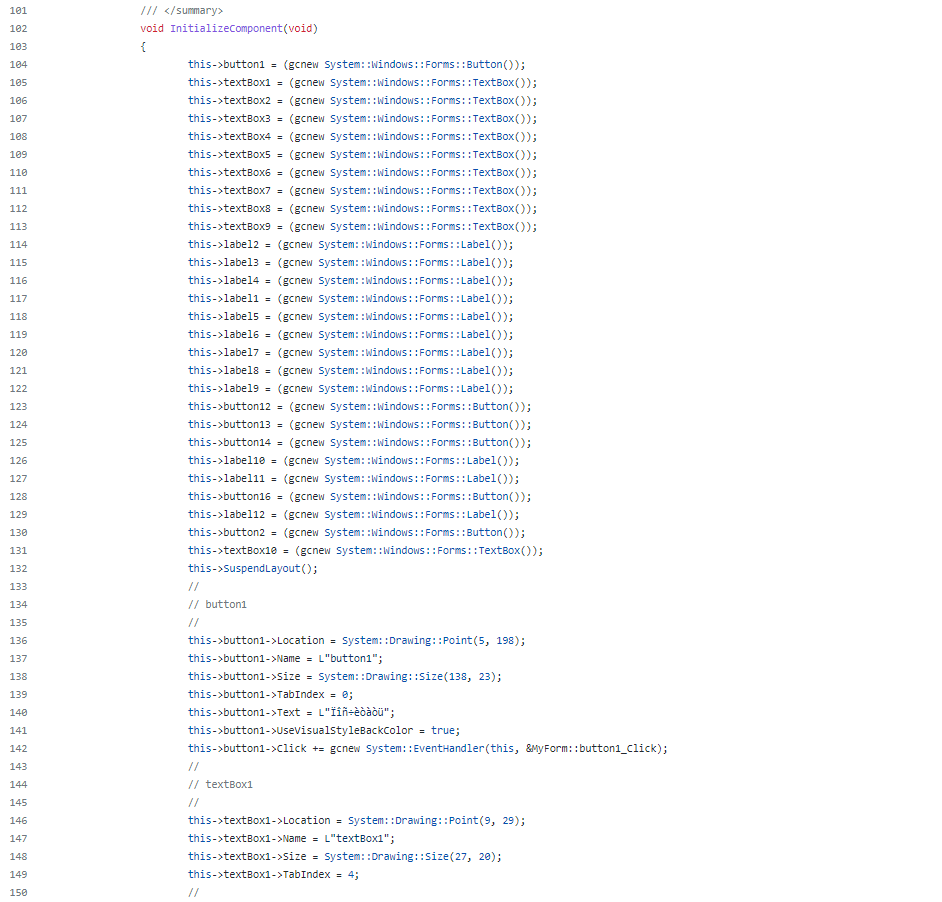 101 /// </summary>
102 void InitializeComponent(void)
103 {
104 this->button1 = (gcnew System::Windows::Forms::Button());
105 this->textBox1 = (gcnew System::Windows::Forms::TextBox());
106 this->textBox2 = (gcnew System::Windows::Forms::TextBox());
107 this->textBox3 = (gcnew System::Windows::Forms::TextBox());
108 this->textBox4 = (gcnew System::Windows::Forms::TextBox());
109 this->textBox5 = (gcnew System::Windows::Forms::TextBox());
110 this->textBox6 = (gcnew System::Windows::Forms::TextBox());
111 this->textBox7 = (gcnew System::Windows::Forms::TextBox());
112 this->textBox8 = (gcnew System::Windows::Forms::TextBox());
113 this->textBox9 = (gcnew System::Windows::Forms::TextBox());
114 this->label2 = (gcnew System::Windows::Forms::Label());
115 this->label3 = (gcnew System::Windows::Forms::Label());
116 this->label4 = (gcnew System::Windows::Forms::Label());
117 this->label1 = (gcnew System::Windows::Forms::Label());
118 this->label5 = (gcnew System::Windows::Forms::Label());
119 this->label6 = (gcnew System::Windows::Forms::Label());
120 this->label7 = (gcnew System::Windows::Forms::Label());
121 this->label8 = (gcnew System::Windows::Forms::Label());
122 this->label9 = (gcnew System::Windows::Forms::Label());
123 this->button12 = (gcnew System::Windows::Forms::Button());
124 this->button13 = (gcnew System::Windows::Forms::Button());
125 this->button14 = (gcnew System::Windows::Forms::Button());
126 this->label10 = (gcnew System::Windows::Forms::Label());
127 this->label11 = (gcnew System::Windows::Forms::Label());
128 this->button16 = (gcnew System::Windows::Forms::Button());
129 this->label12 = (gcnew System::Windows::Forms::Label());
130 this->button2 = (gcnew System::Windows::Forms::Button());
131 this->textBox10 = (gcnew System::Windows::Forms::TextBox());
132 this->SuspendLayout();
133 //
134 // button1
135 //
136 this->button1->Location = System::Drawing::Point(5, 198);
137 this->button1->Name = L"button1";
138 this->button1->Size = System::Drawing::Size(138, 23);
139 this->button1->TabIndex = 0;
140 this->button1->Text = L"Ïîñ÷èòàòü";
141 this->button1->UseVisualStyleBackColor = true;
142 this->button1->Click += gcnew System::EventHandler(this, &MyForm::button1_Click);
143 //
144 // textBox1
145 //
146 this->textBox1->Location = System::Drawing::Point(9, 29);
147 this->textBox1->Name = L"textBox1";
148 this->textBox1->Size = System::Drawing::Size(27, 20);
149 this->textBox1->TabIndex = 4;
150 //